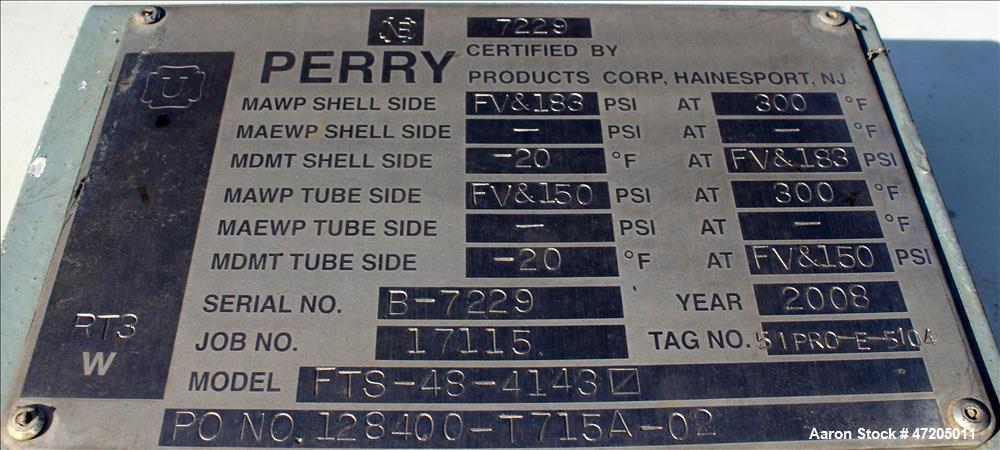 NB 7229
CERTIFIED BY
U PERRY PRODUCTS CORP, HAINESPORT, NJ
MAWP SHELL SIDE FV&183 PSI AT 300 °F
MAEWP SHELL SIDE - PSI AT - °F
MDMT SHELL SIDE -20 °F AT FV&183 PSI
MAWP TUBE SIDE FV&150 PSI AT 300 °F
MAEWP TUBE SIDE - PSI AT - °F
MDMT TUBE SIDE -20 °F AT FV&150 PSI
SERIAL NO. B-7229 YEAR 2008
RT3 JOB NO. 17115 TAG NO. 51PRO-E-5104
W MODEL FTS-48-4143
PO NO. 128400-T715A-02
Aaron Stock # 47205011